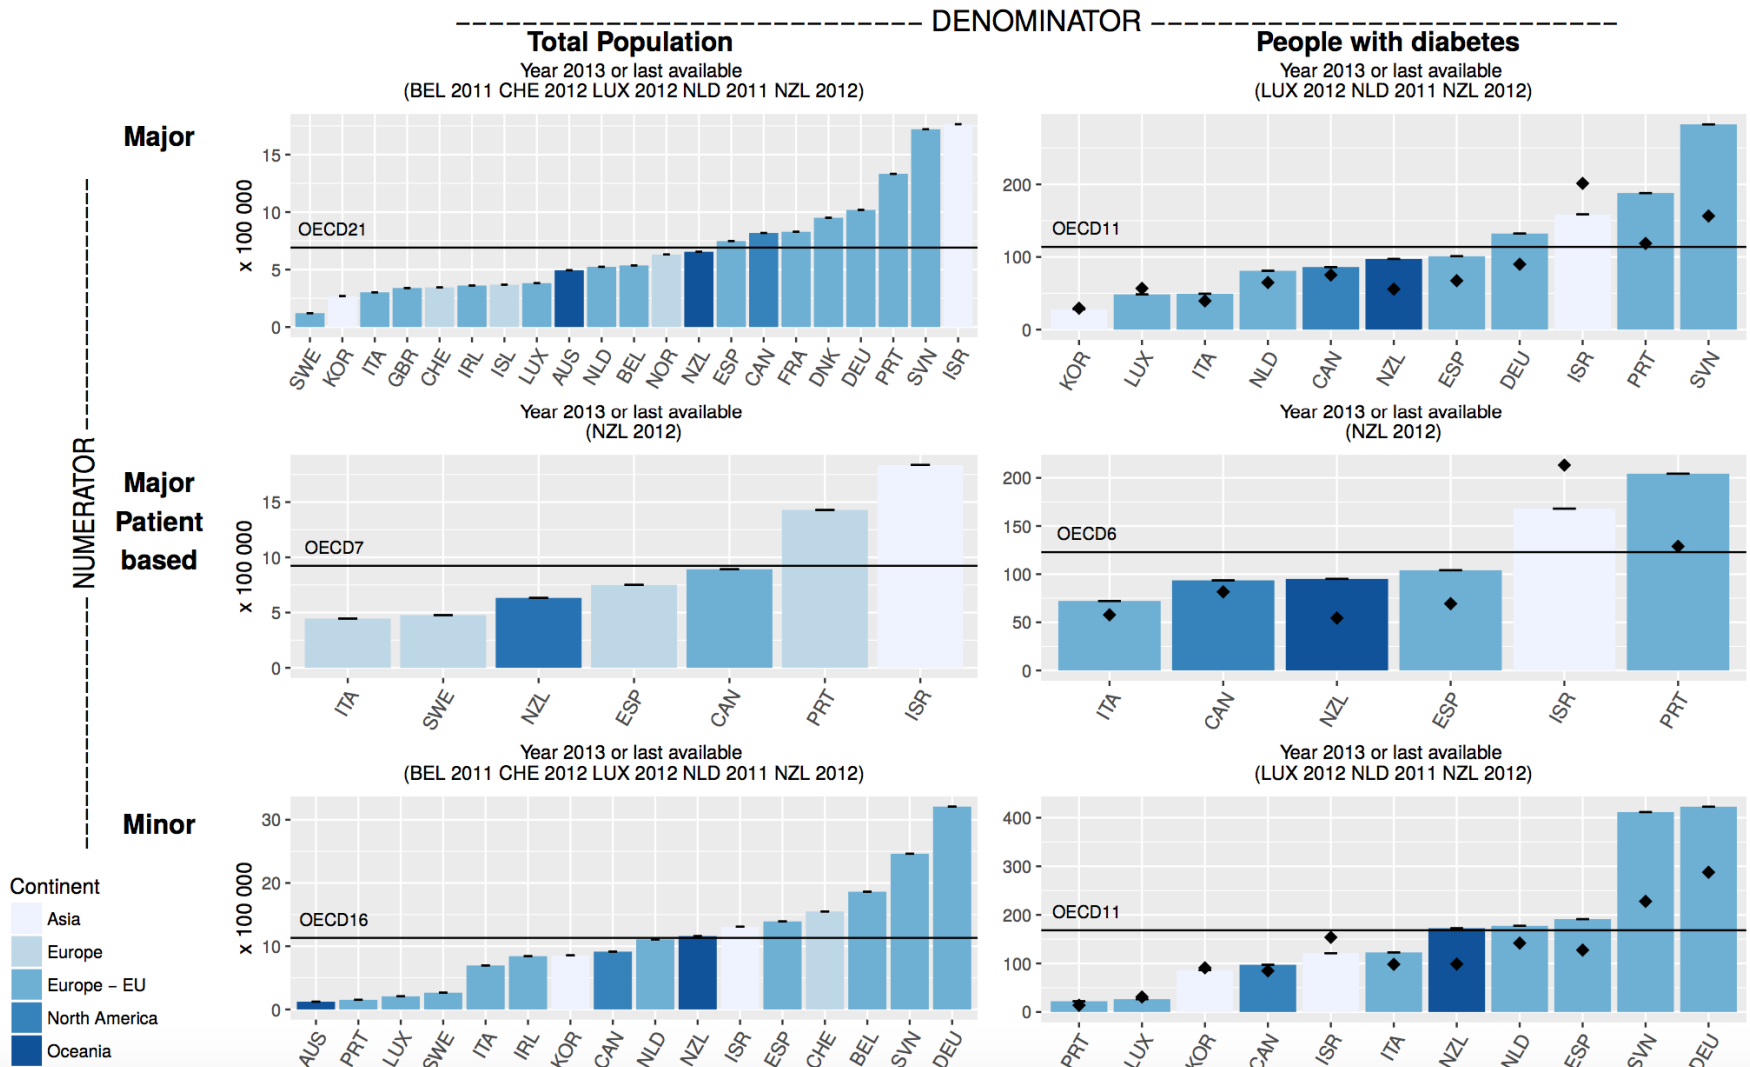 DENOMINATOR
Total Population
People with diabetes
Year 2013 or last available
(BEL 2011 CHE 2012 LUX 2012 NLD 2011 NZL 2012)
Year 2013 or last available
(LUX 2012 NLD 2011 NZL 2012)
NUMERATOR
Major
x 100 000
15
10
5
0
OECD21
SWE KOR ITA GBR CHE IRL ISL LUX AUS NLD BEL NOR NZL ESP CAN FRA DNK DEU PRT SVN ISR
200
100
0
OECD11
KOR LUX ITA NLD CAN NZL ESP DEU ISR PRT SVN
Year 2013 or last available
(NZL 2012)
Year 2013 or last available
(NZL 2012)
Major
Patient
based
x 100 000
15
10
5
0
OECD7
ITA SWE NZL ESP CAN PRT ISR
200
150
100
50
0
OECD6
ITA CAN NZL ESP ISR PRT
Year 2013 or last available
(BEL 2011 CHE 2012 LUX 2012 NLD 2011 NZL 2012)
Year 2013 or last available
(LUX 2012 NLD 2011 NZL 2012)
Minor
x 100 000
30
20
10
0
OECD16
AUS PRT LUX SWE ITA IRL KOR CAN NLD NZL ISR ESP CHE BEL SVN DEU
400
300
200
100
0
OECD11
PRT LUX KOR CAN ISR ITA NZL NLD ESP SVN DEU
Continent
Asia
Europe
Europe − EU
North America
Oceania